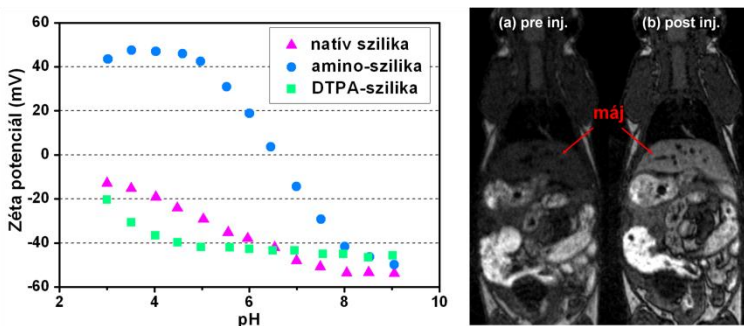 Zéta potenciál (mV)
60
40
20
0
-20
-40
-60
2
4
6
8
10
pH
natív szilika
amino-szilika
DTPA-szilika
(a) pre inj.
(b) post inj.
máj